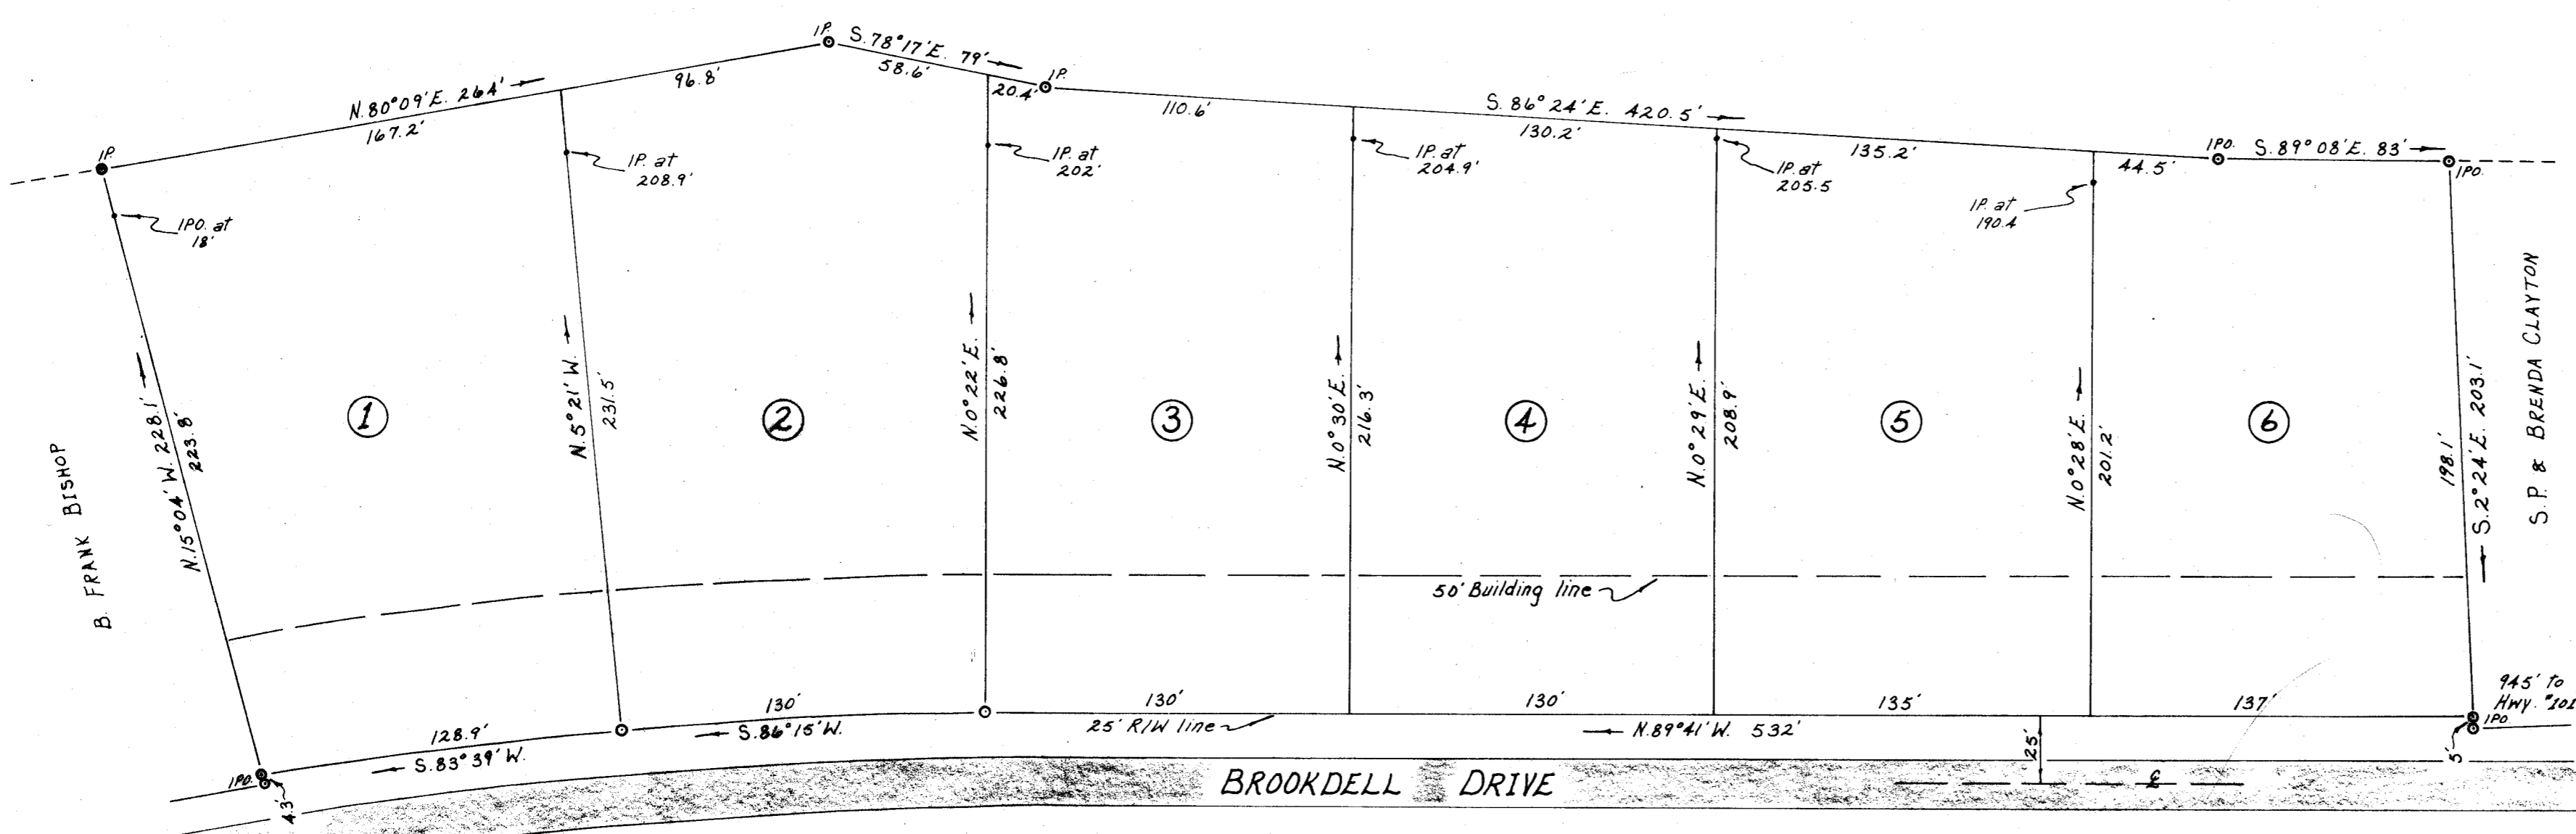 IP.
S.78°17'E. 79'
58.6'
IP.
20.4'
N.80°09'E. 264'
167.2'
96.8'
IP.
IPO. at
18'
IP. at
208.9'
IP. at
202'
110.6'
S. 86°24'E. 420.5'
130.2'
IP. at
204.9'
IP. at
205.5
135.2'
IP. at
190.4
44.5'
IPO.
S.89°08'E. 83'
IPO.
B. FRANK BISHOP
N.15°04'W. 228.1'
223.8'
1
N.5°21'W.
231.5'
2
N.0°22'E.
226.8'
3
N.0°30'E.
216.3'
4
N.0°29'E.
208.9'
5
N.0°28'E.
201.2'
6
198.1'
S.2°24'E. 203.1'
S. P. & BRENDA CLAYTON
50' Building line
128.9'
S.83°39'W.
130'
S.86°15'W.
130'
25' R/W line
130'
N.89°41'W. 532'
135'
137'
945' to
Hwy. #101
IPO.
5'
25'
IPO.
4.3'
BROOKDELL DRIVE
℄